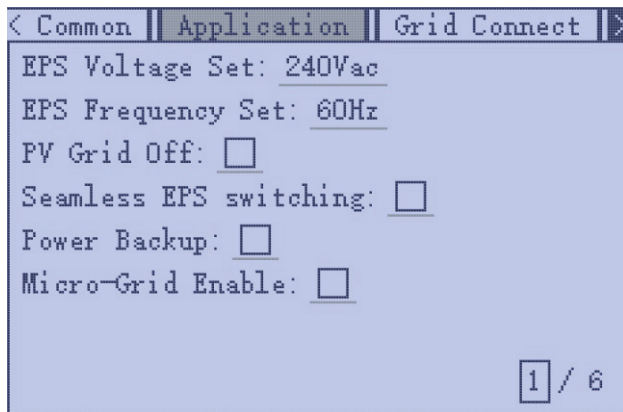 < Common Application Grid Connect >
EPS Voltage Set: 240Vac
EPS Frequency Set: 60Hz
PV Grid Off:
Seamless EPS switching:
Power Backup:
Micro-Grid Enable:
1 / 6